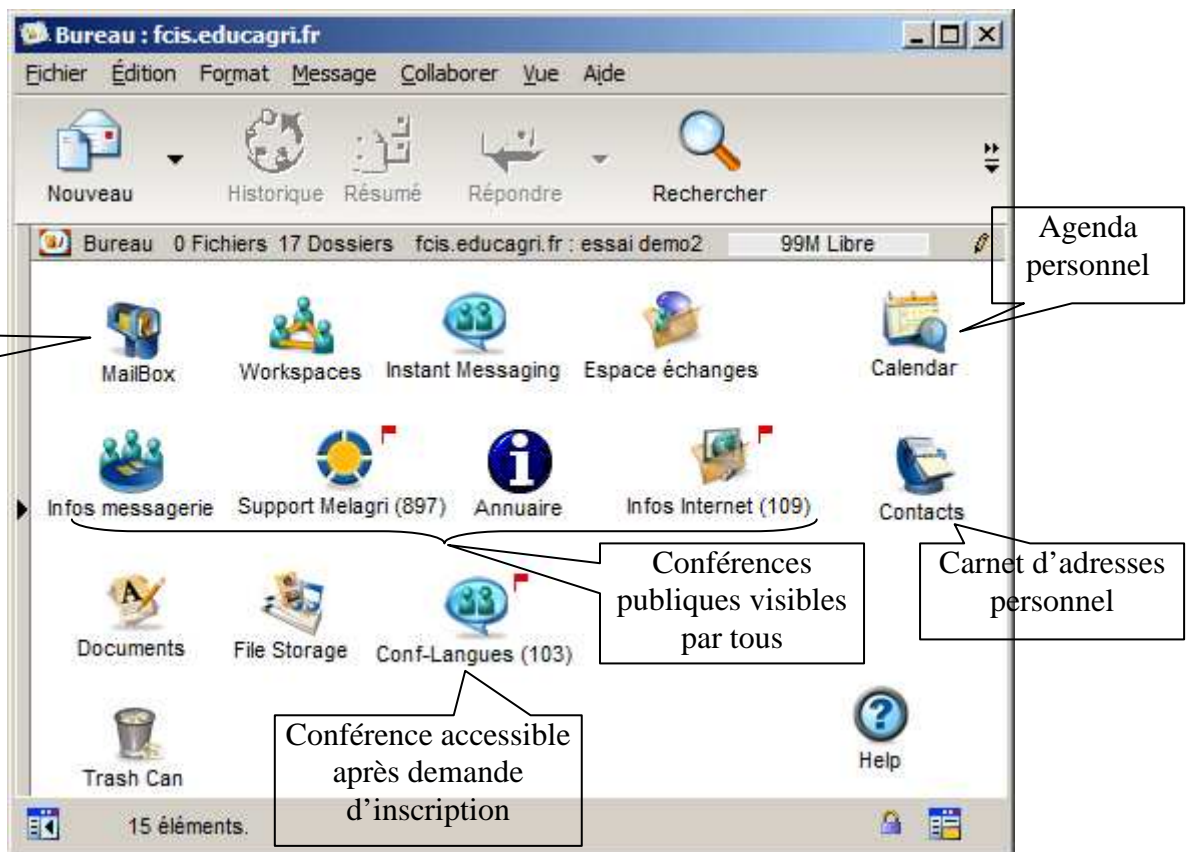 Bureau : fcis.educagri.fr
Fichier Édition Format Message Collaborer Vue Aide
Nouveau Historique Résumé Répondre Rechercher
Bureau 0 Fichiers 17 Dossiers fcis.educagri.fr : essai demo2 99M Libre
Agenda
personnel
MailBox Workspaces Instant Messaging Espace échanges Calendar
Infos messagerie Support Melagri (897) Annuaire Infos Internet (109) Contacts
Conférences
publiques visibles
par tous
Carnet d’adresses
personnel
Documents File Storage Conf-Langues (103)
Conférence accessible
après demande
d’inscription
Trash Can Help
15 éléments.